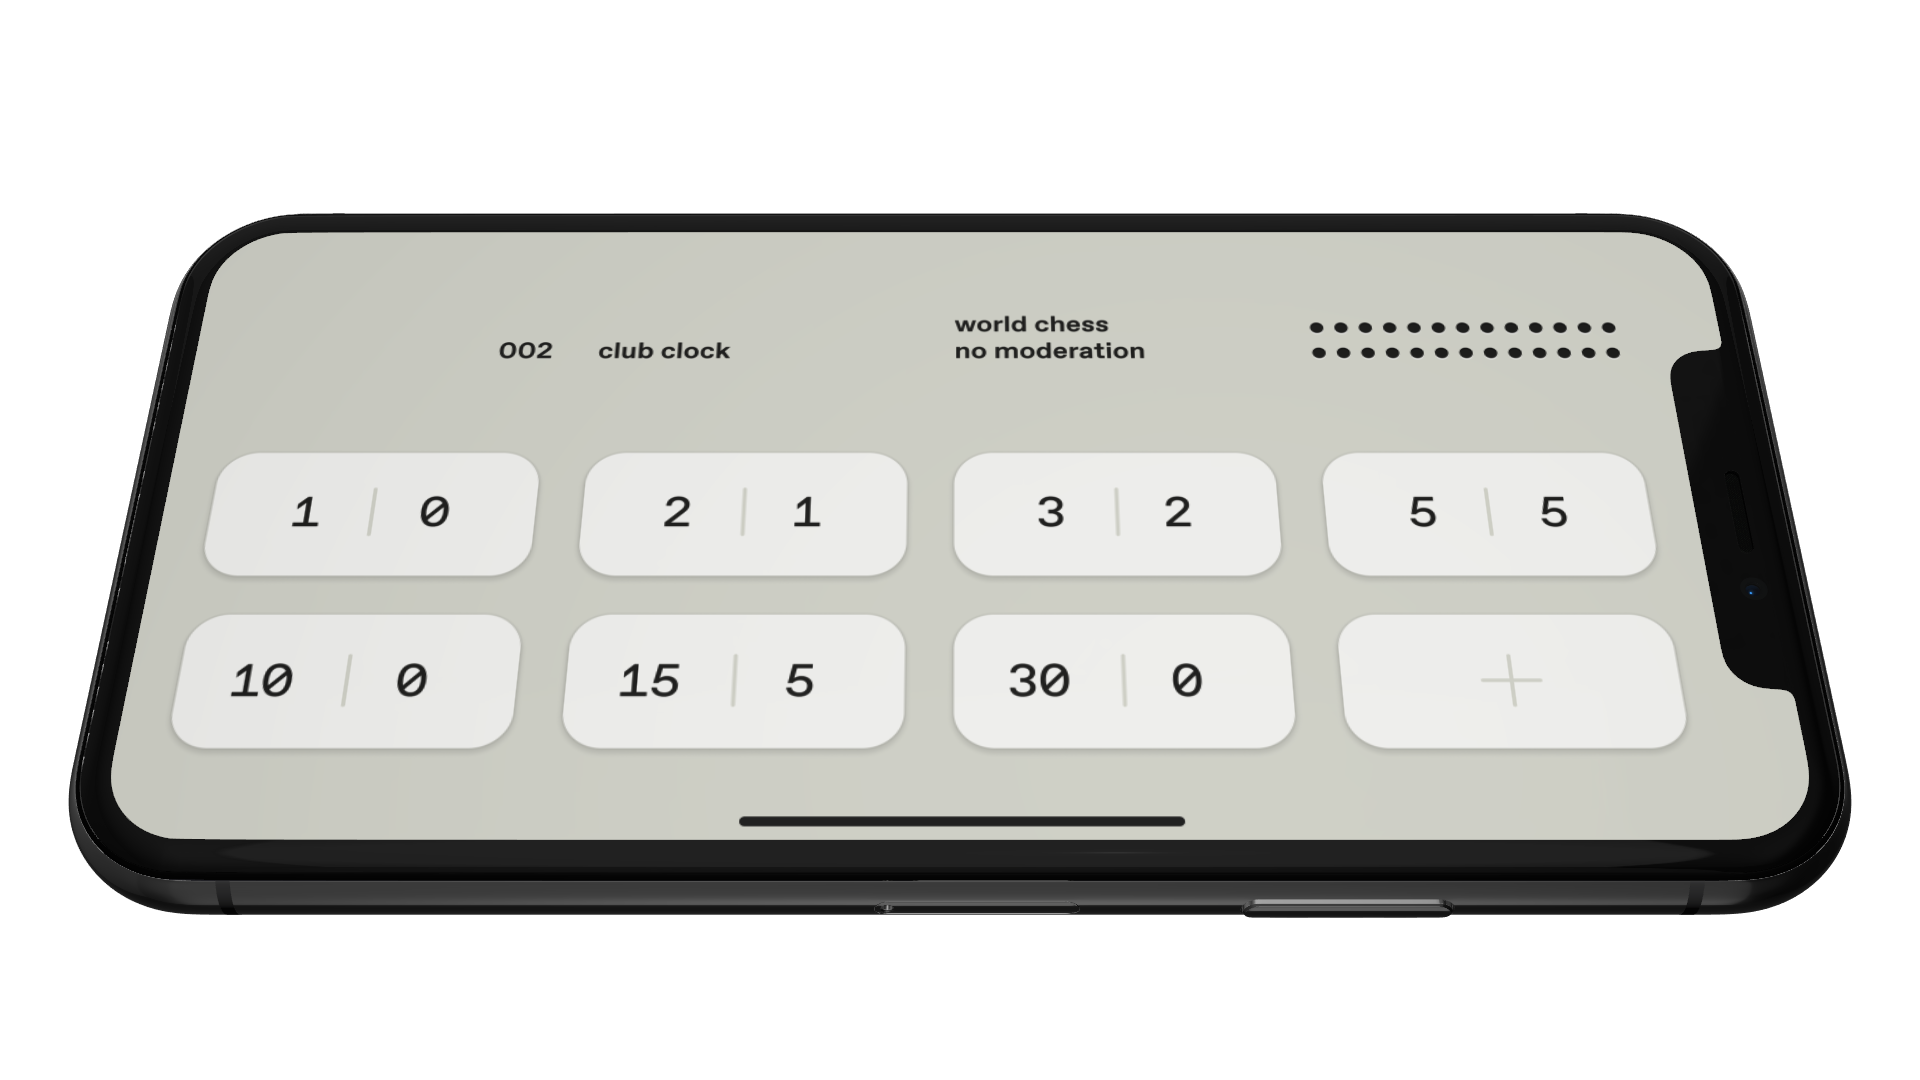 world chess
002 club clock
no moderation
1 | 0
2 | 1
3 | 2
5 | 5
10 | 0
15 | 5
30 | 0
+